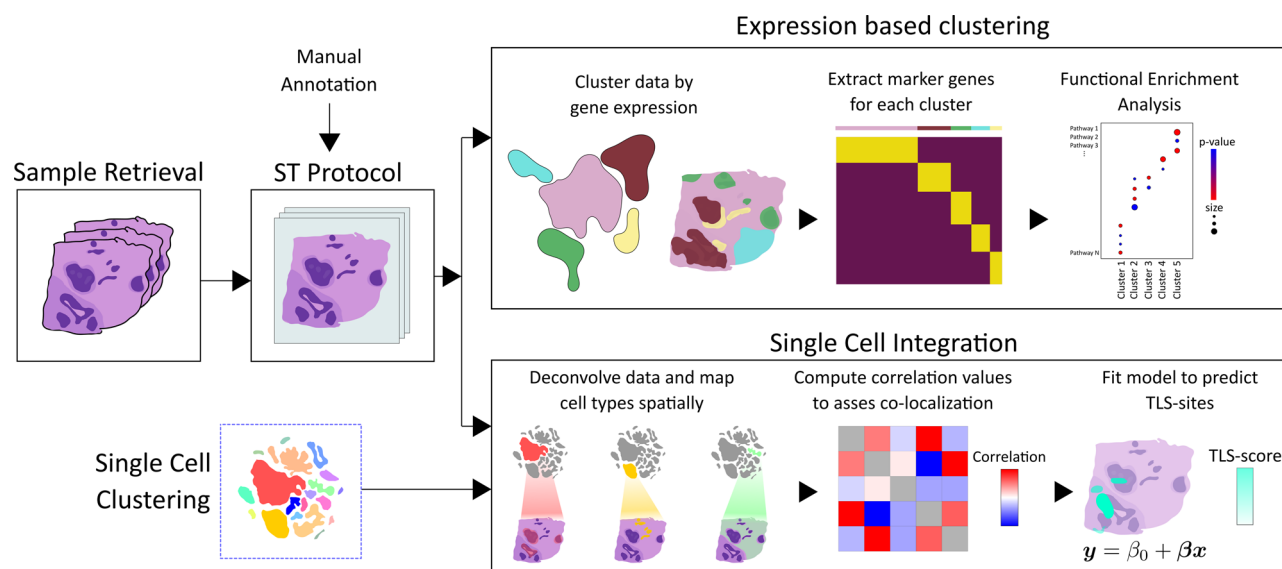 Expression based clustering
Manual
Annotation
Cluster data by
gene expression
Extract marker genes
for each cluster
Functional Enrichment
Analysis
Sample Retrieval
ST Protocol
Pathway 1
Pathway 2
Pathway 3
⋮
Pathway N
p-value
size
Cluster 1
Cluster 2
Cluster 3
Cluster 4
Cluster 5
Single Cell Integration
Deconvolve data and map
cell types spatially
Compute correlation values
to asses co-localization
Fit model to predict
TLS-sites
Single Cell
Clustering
Correlation
TLS-score
y = β₀ + βx